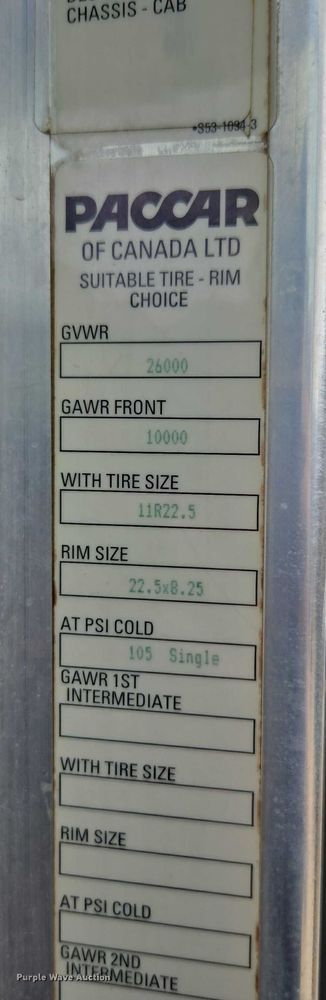 CHASSIS - CAB
*S53-1094-3
PACCAR
OF CANADA LTD
SUITABLE TIRE - RIM
CHOICE
GVWR
26000
GAWR FRONT
10000
WITH TIRE SIZE
11R22.5
RIM SIZE
22.5x8.25
AT PSI COLD
105 Single
GAWR 1ST
INTERMEDIATE
WITH TIRE SIZE
RIM SIZE
AT PSI COLD
GAWR 2ND
INTERMEDIATE
Purple Wave Auction